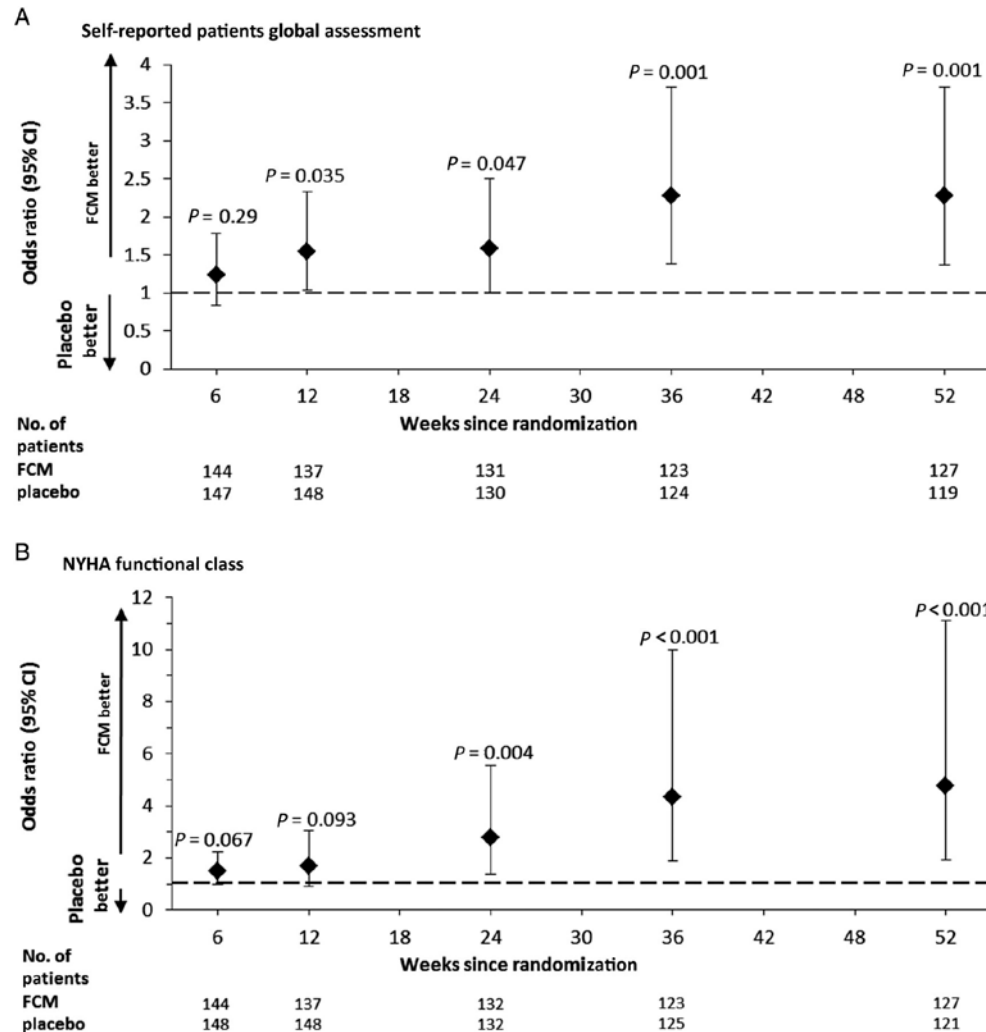 A
Self-reported patients global assessment
Odds ratio (95% CI)
FCM better
Placebo
better
4
3.5
3
2.5
2
1.5
1
0.5
0
P = 0.29
P = 0.035
P = 0.047
P = 0.001
P = 0.001
6 12 18 24 30 36 42 48 52
Weeks since randomization
No. of
patients
FCM 144 137 131 123 127
placebo 147 148 130 124 119
B
NYHA functional class
Odds ratio (95% CI)
FCM better
Placebo
better
12
10
8
6
4
2
0
P = 0.067
P = 0.093
P = 0.004
P < 0.001
P < 0.001
6 12 18 24 30 36 42 48 52
Weeks since randomization
No. of
patients
FCM 144 137 132 123 127
placebo 148 148 132 125 121